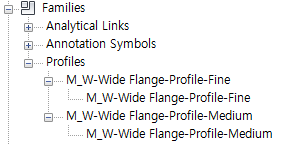 Families
Analytical Links
Annotation Symbols
Profiles
M_W-Wide Flange-Profile-Fine
M_W-Wide Flange-Profile-Fine
M_W-Wide Flange-Profile-Medium
M_W-Wide Flange-Profile-Medium